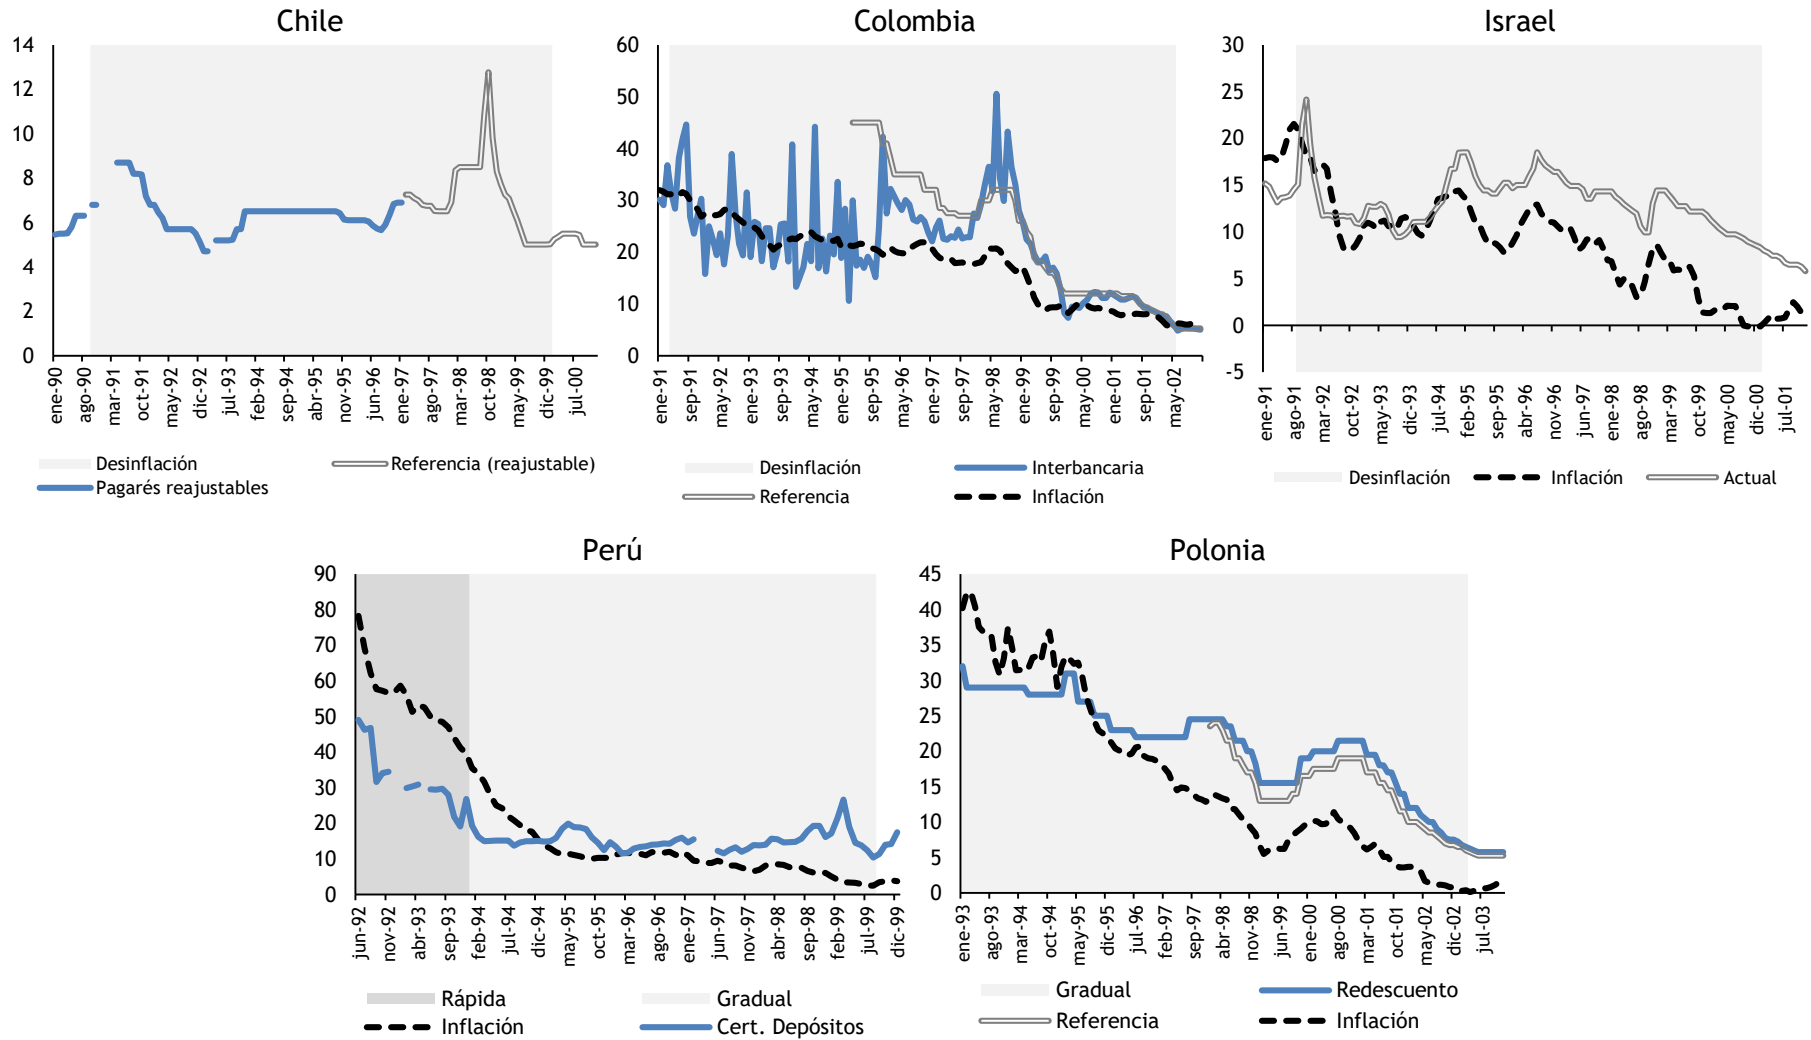 Chile
14
12
10
8
6
4
2
0
ene-90
ago-90
mar-91
oct-91
may-92
dic-92
jul-93
feb-94
sep-94
abr-95
nov-95
jun-96
ene-97
ago-97
mar-98
oct-98
may-99
dic-99
jul-00
Desinflación
Referencia (reajustable)
Pagarés reajustables
Colombia
60
50
40
30
20
10
0
ene-91
sep-91
may-92
ene-93
sep-93
may-94
ene-95
sep-95
may-96
ene-97
sep-97
may-98
ene-99
sep-99
may-00
ene-01
sep-01
may-02
Desinflación
Interbancaria
Referencia
Inflación
Israel
30
25
20
15
10
5
0
-5
ene-91
ago-91
mar-92
oct-92
may-93
dic-93
jul-94
feb-95
sep-95
abr-96
nov-96
jun-97
ene-98
ago-98
mar-99
oct-99
may-00
dic-00
jul-01
Desinflación
Inflación
Actual
Perú
90
80
70
60
50
40
30
20
10
0
jun-92
nov-92
abr-93
sep-93
feb-94
jul-94
dic-94
may-95
oct-95
mar-96
ago-96
ene-97
jun-97
nov-97
abr-98
sep-98
feb-99
jul-99
dic-99
Rápida
Gradual
Inflación
Cert. Depósitos
Polonia
45
40
35
30
25
20
15
10
5
0
ene-93
ago-93
mar-94
oct-94
may-95
dic-95
jul-96
feb-97
sep-97
abr-98
nov-98
jun-99
ene-00
ago-00
mar-01
oct-01
may-02
dic-02
jul-03
Gradual
Redescuento
Referencia
Inflación